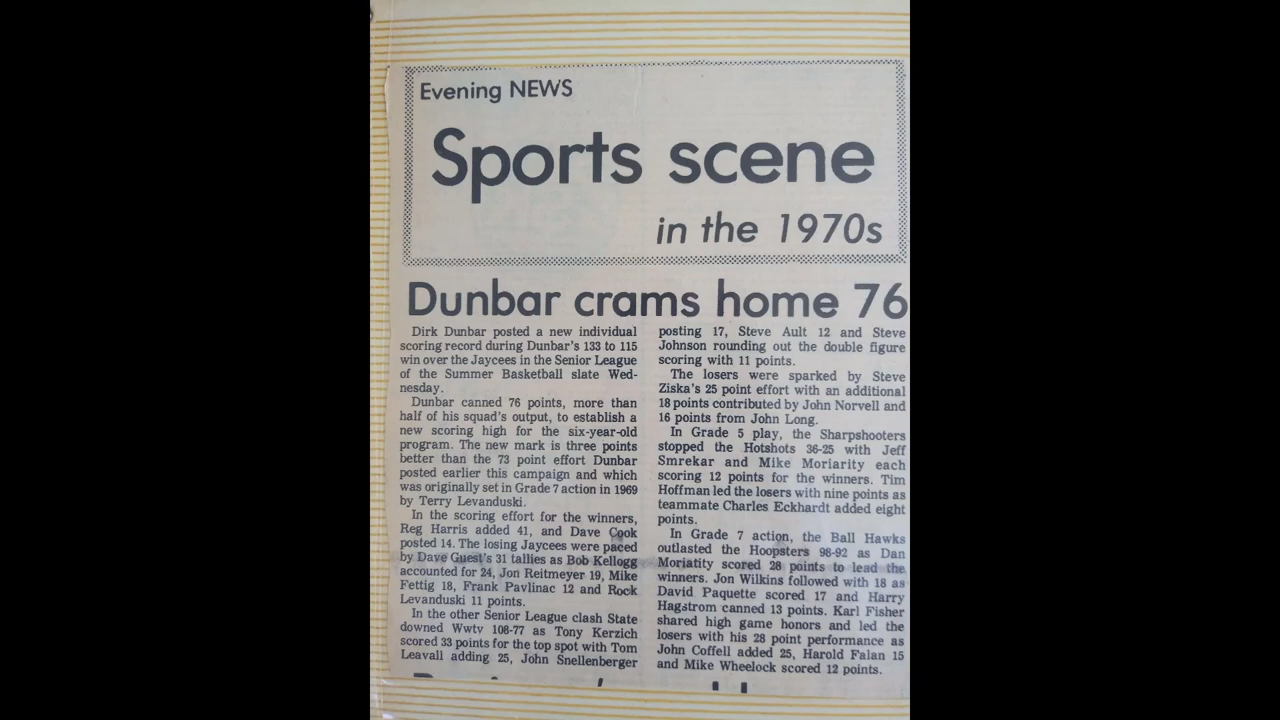 Evening NEWS
Sports scene
in the 1970s
Dunbar crams home 76
Dirk Dunbar posted a new individual
scoring record during Dunbar's 133 to 115
win over the Jaycees in the Senior League
of the Summer Basketball slate Wed-
nesday.
Dunbar canned 76 points, more than
half of his squad's output, to establish a
new scoring high for the six-year-old
program. The new mark is three points
better than the 73 point effort Dunbar
posted earlier this campaign and which
was originally set in Grade 7 action in 1969
by Terry Levanduski.
In the scoring effort for the winners,
Reg Harris added 41, and Dave Cook
posted 14. The losing Jaycees were paced
by Dave Guest's 31 tallies as Bob Kellogg
accounted for 24, Jon Reitmeyer 19, Mike
Fettig 18, Frank Pavlinac 12 and Rock
Levanduski 11 points.
In the other Senior League clash State
downed Wwtv 108-77 as Tony Kerzich
scored 33 points for the top spot with Tom
Leavall adding 25, John Snellenberger
posting 17, Steve Ault 12 and Steve
Johnson rounding out the double figure
scoring with 11 points.
The losers were sparked by Steve
Ziska's 25 point effort with an additional
18 points contributed by John Norvell and
16 points from John Long.
In Grade 5 play, the Sharpshooters
stopped the Hotshots 36-25 with Jeff
Smrekar and Mike Moriarity each
scoring 12 points for the winners. Tim
Hoffman led the losers with nine points as
teammate Charles Eckhardt added eight
points.
In Grade 7 action, the Ball Hawks
outlasted the Hoopsters 98-92 as Dan
Moriatity scored 28 points to lead the
winners. Jon Wilkins followed with 18 as
David Paquette scored 17 and Harry
Hagstrom canned 13 points. Karl Fisher
shared high game honors and led the
losers with his 28 point performance as
John Coffell added 25, Harold Falan 15
and Mike Wheelock scored 12 points.